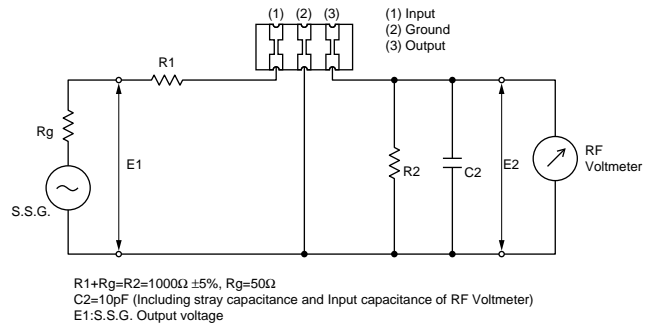 (1) (2) (3)
(1) Input
(2) Ground
(3) Output
R1
Rg
E1
S.S.G.
R2
C2
E2
RF
Voltmeter
R1+Rg=R2=1000Ω ±5%, Rg=50Ω
C2=10pF (Including stray capacitance and Input capacitance of RF Voltmeter)
E1:S.S.G. Output voltage